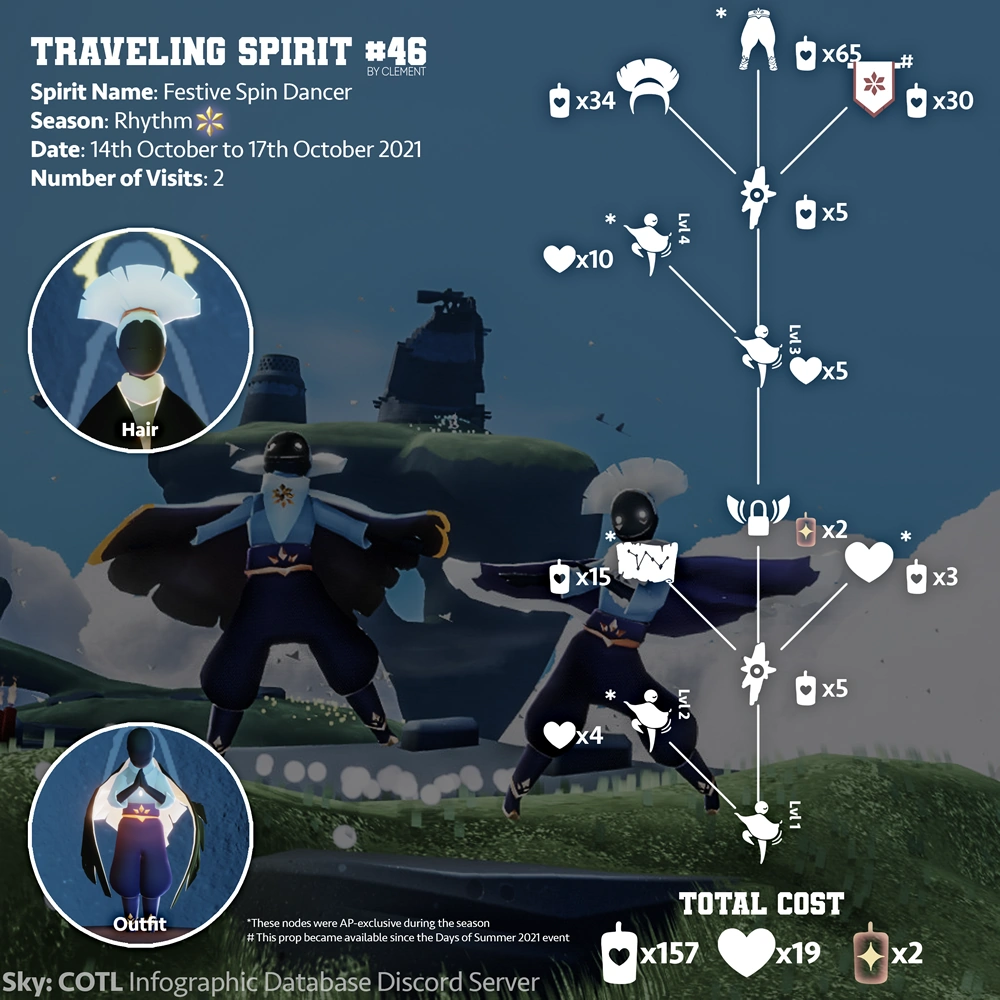 TRAVELING SPIRIT #46
BY CLEMENT
Spirit Name: Festive Spin Dancer
Season: Rhythm
Date: 14th October to 17th October 2021
Number of Visits: 2
*
x65
#
x34
x30
x5
*
Lvl 4
x10
Lvl 3
x5
Hair
x2
*
*
x15
x3
x5
*
Lvl 2
x4
Lvl 1
Outfit
*These nodes were AP-exclusive during the season
# This prop became available since the Days of Summer 2021 event
TOTAL COST
x157 x19 x2
Sky: COTL Infographic Database Discord Server